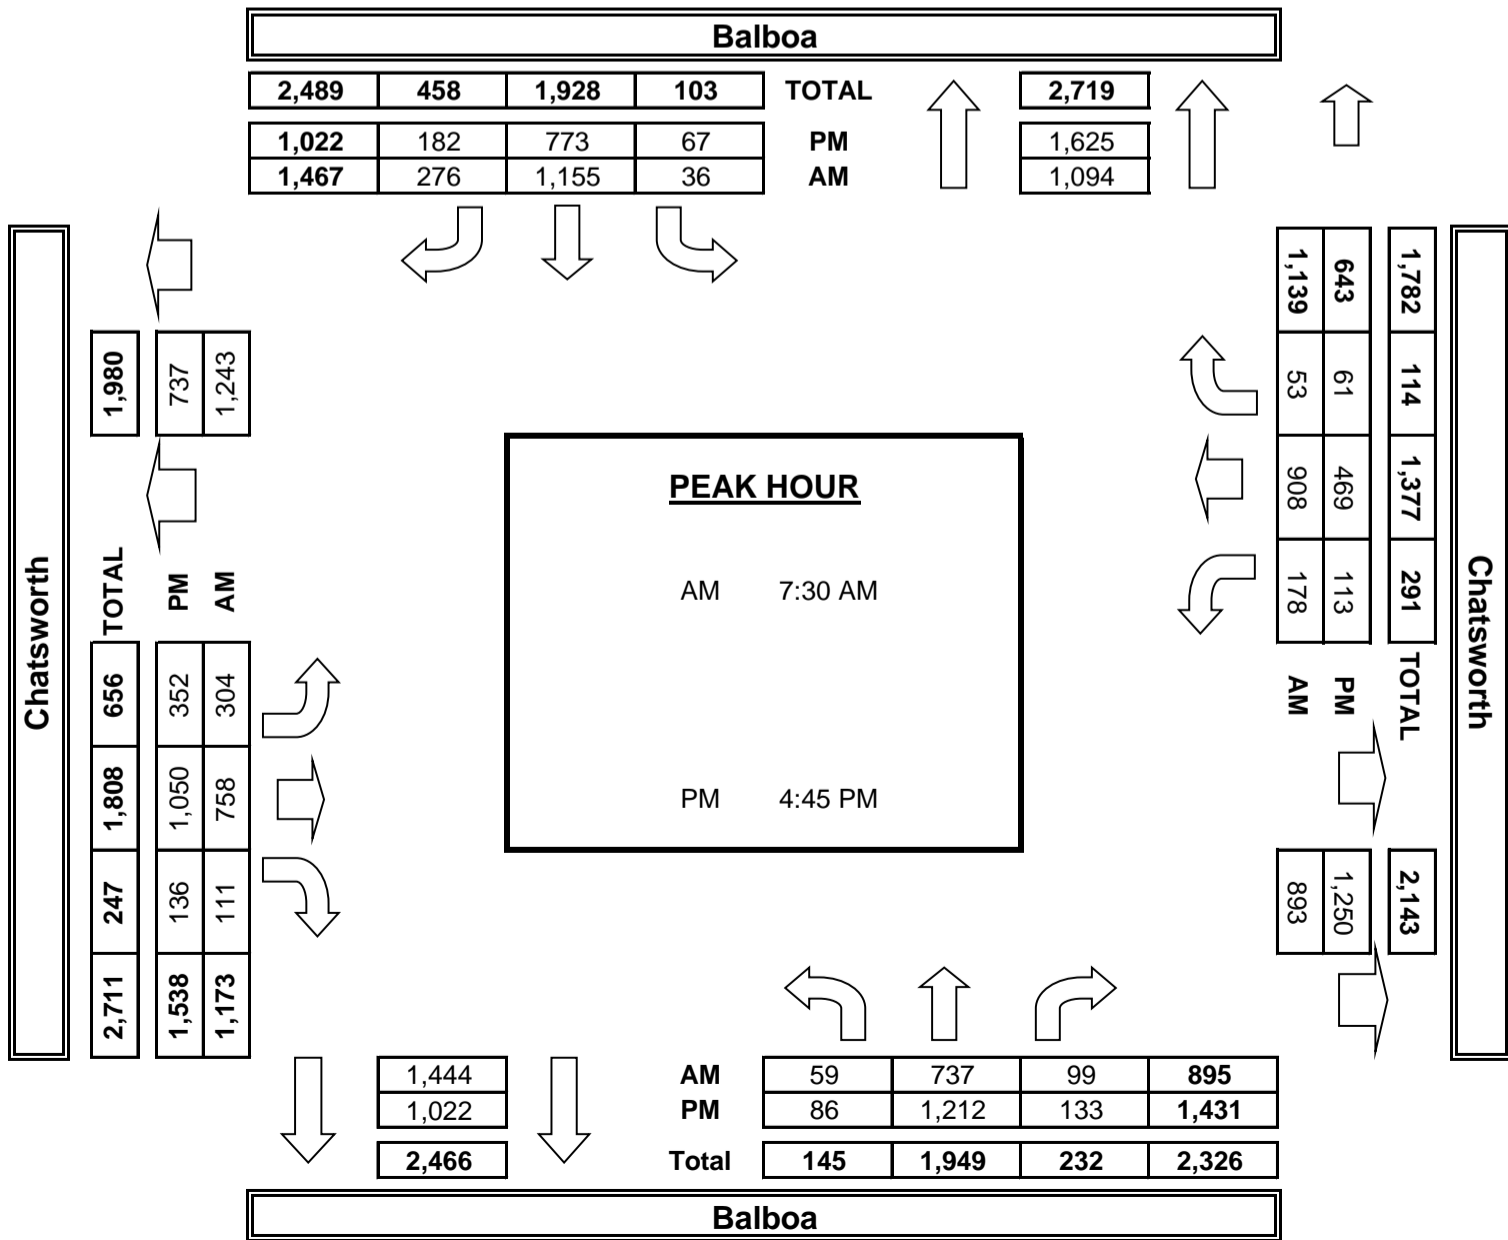 Balboa
2,489 458 1,928 103 TOTAL 2,719
1,022 182 773 67 PM 1,625
1,467 276 1,155 36 AM 1,094
Chatsworth
1,980 737 1,243
TOTAL PM AM
656 352 304
1,808 1,050 758
247 136 111
2,711 1,538 1,173
PEAK HOUR
AM 7:30 AM
PM 4:45 PM
1,139 643 1,782
53 61 114
908 469 1,377
178 113 291
AM PM TOTAL
893 1,250 2,143
Chatsworth
1,444 AM 59 737 99 895
1,022 PM 86 1,212 133 1,431
2,466 Total 145 1,949 232 2,326
Balboa